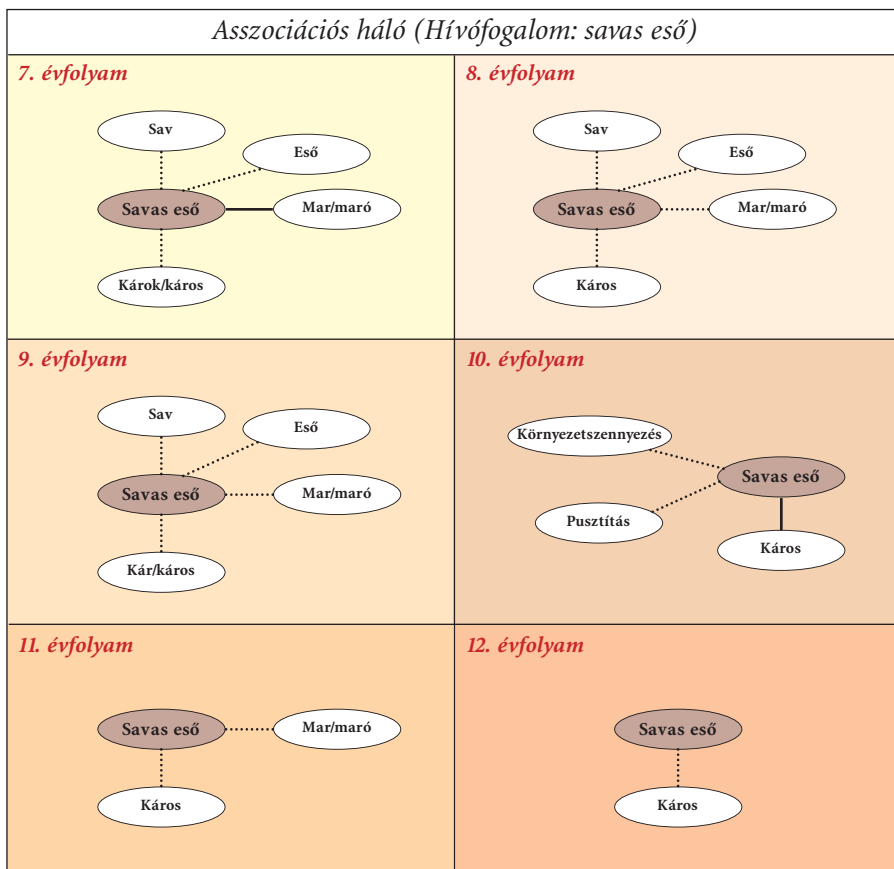 Asszociációs háló (Hívófogalom: savas eső)
7. évfolyam
Sav
Eső
Savas eső
Mar/maró
Károk/káros
8. évfolyam
Sav
Eső
Savas eső
Mar/maró
Káros
9. évfolyam
Sav
Eső
Savas eső
Mar/maró
Kár/káros
10. évfolyam
Környezetszennyezés
Savas eső
Pusztítás
Káros
11. évfolyam
Savas eső
Mar/maró
Káros
12. évfolyam
Savas eső
Káros